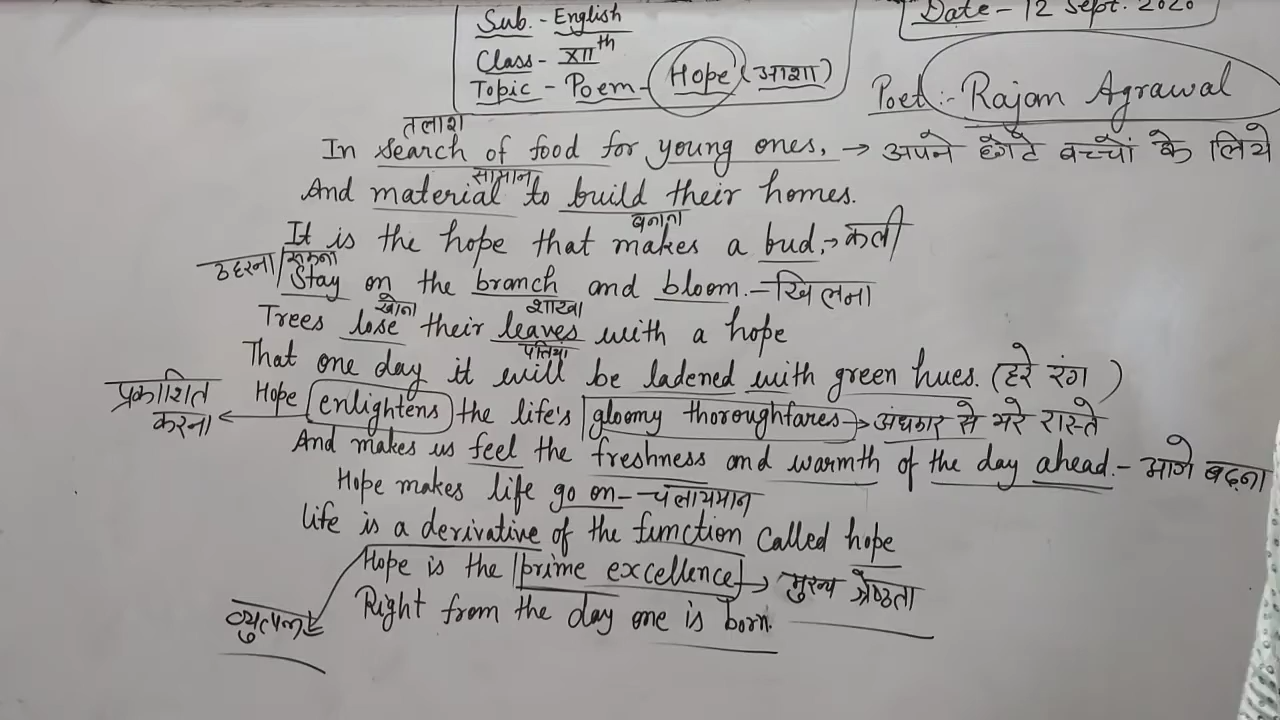 Sub. - English
Class - XIIth
Topic - Poem - Hope (आशा)
Date - 12 Sept. 2020
Poet :- Rajam Agrawal
तलाश
In search of food for young ones, → अपने छोटे बच्चों के लिये
सामान
And material to build their homes.
बनाना
It is the hope that makes a bud, → कली
ठहरना/रूकना
Stay on the branch and bloom. - खिलना
खोना शाखा
Trees lose their leaves with a hope
पतियां
That one day it will be ladened with green hues. (हरे रंग)
प्रकाशित करना ← Hope enlightens the life's gloomy thoroughfares → अंधकार से भरे रास्ते
And makes us feel the freshness and warmth of the day ahead. - आगे बढ़ना
Hope makes life go on - चलायमान
life is a derivative of the function called hope
Hope is the prime excellence → मुख्य श्रेष्ठता
Right from the day one is born.
व्युत्पन्न